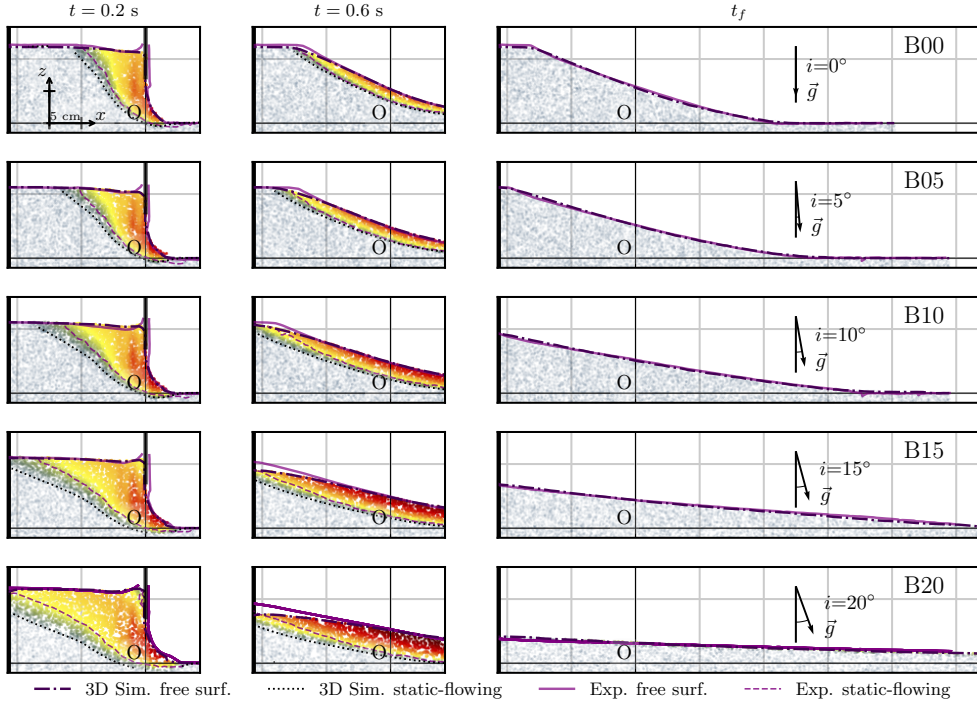 t = 0.2 s
t = 0.6 s
t_f
z
5 cm
x
O
O
O
i=0°
g⃗
B00
O
O
O
i=5°
g⃗
B05
O
O
O
i=10°
g⃗
B10
O
O
O
i=15°
g⃗
B15
O
O
O
i=20°
g⃗
B20
3D Sim. free surf.
3D Sim. static-flowing
Exp. free surf.
Exp. static-flowing